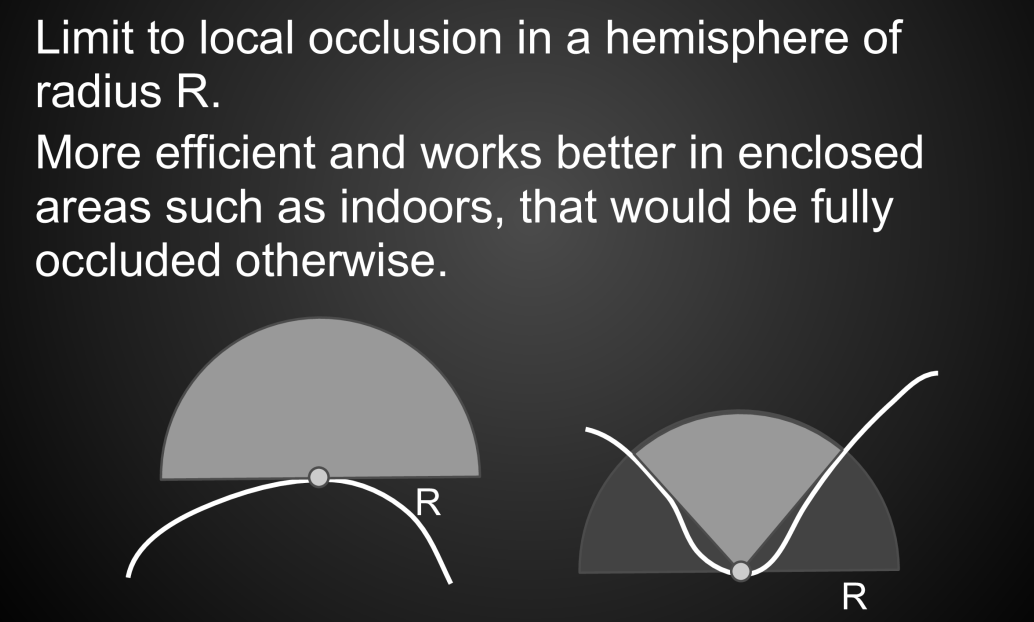 Limit to local occlusion in a hemisphere of
radius R.
More efficient and works better in enclosed
areas such as indoors, that would be fully
occluded otherwise.
R
R